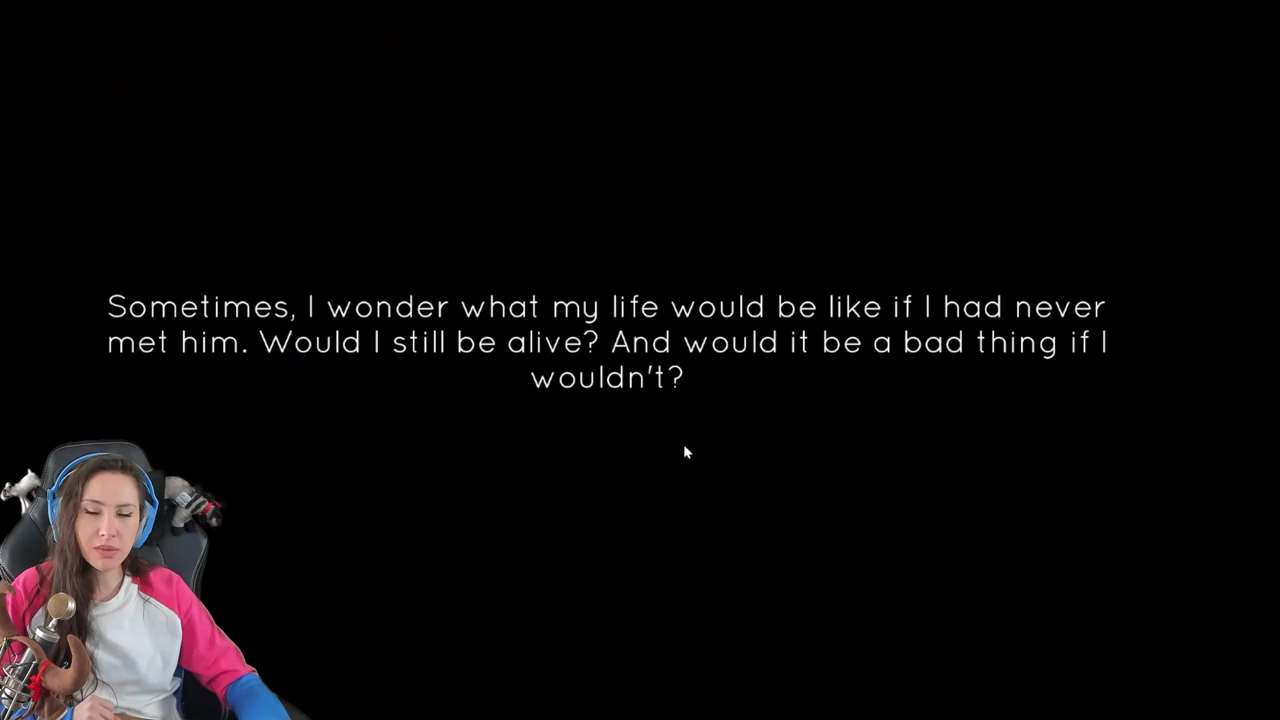 Sometimes, I wonder what my life would be like if I had never
met him. Would I still be alive? And would it be a bad thing if I
wouldn't?